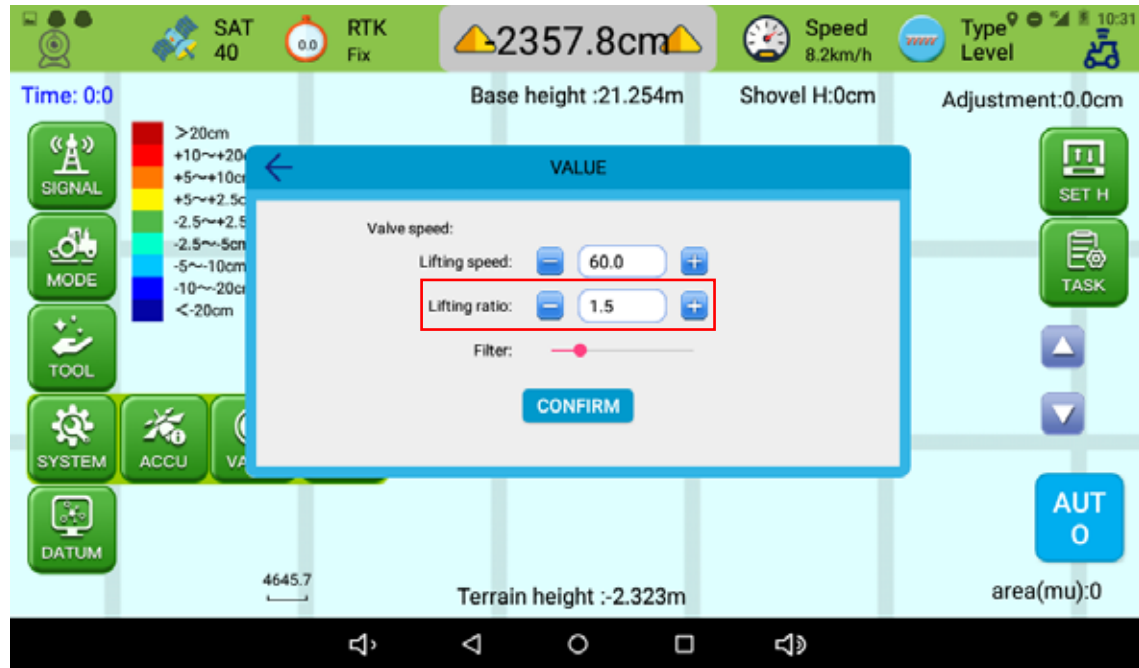 SAT
40
0.0
RTK
Fix
-2357.8cm
Speed
8.2km/h
Type
Level
10:31
Time: 0:0
Base height :21.254m
Shovel H:0cm
Adjustment:0.0cm
>20cm
+10~+20
+5~+10c
+5~+2.5c
-2.5~+2.5
-2.5~-5cm
-5~-10cm
-10~-20c
<-20cm
SIGNAL
MODE
TOOL
SYSTEM
ACCU
VA
DATUM
VALUE
Valve speed:
Lifting speed:
60.0
Lifting ratio:
1.5
Filter:
CONFIRM
SET H
TASK
AUT
O
4645.7
Terrain height :-2.323m
area(mu):0